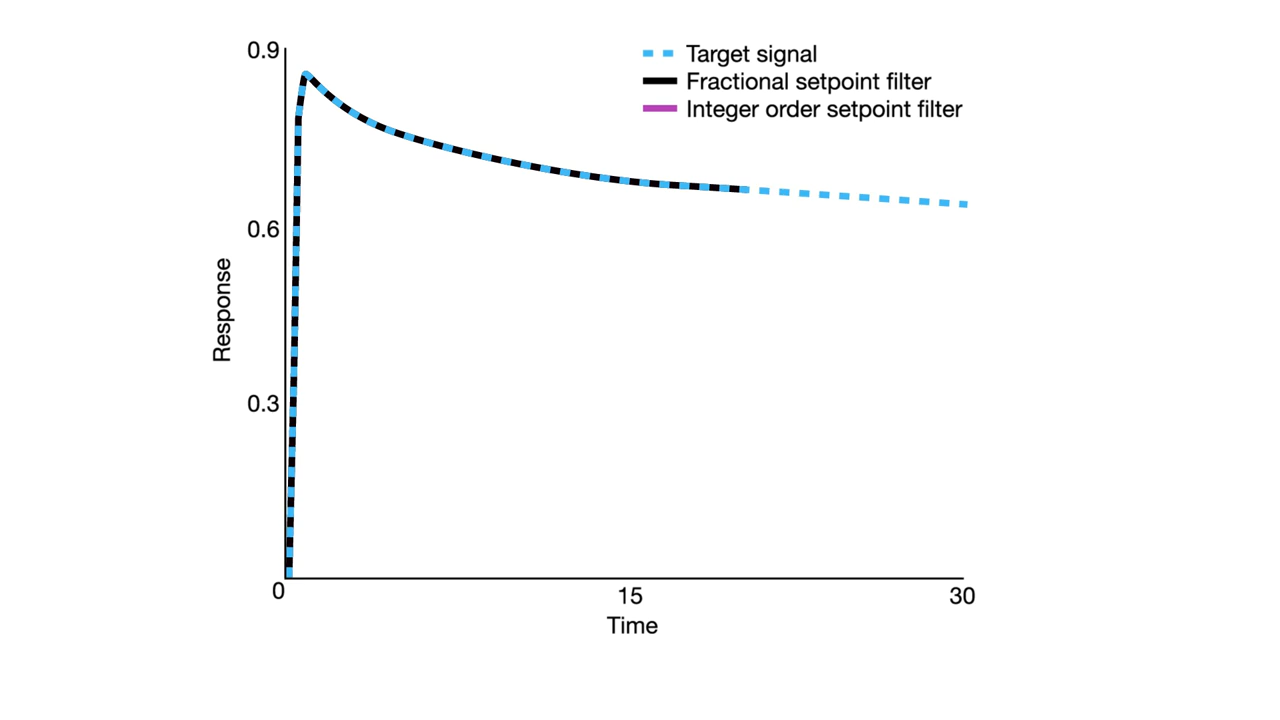 0.9
Target signal
Fractional setpoint filter
Integer order setpoint filter
0.6
Response
0.3
0
15
30
Time